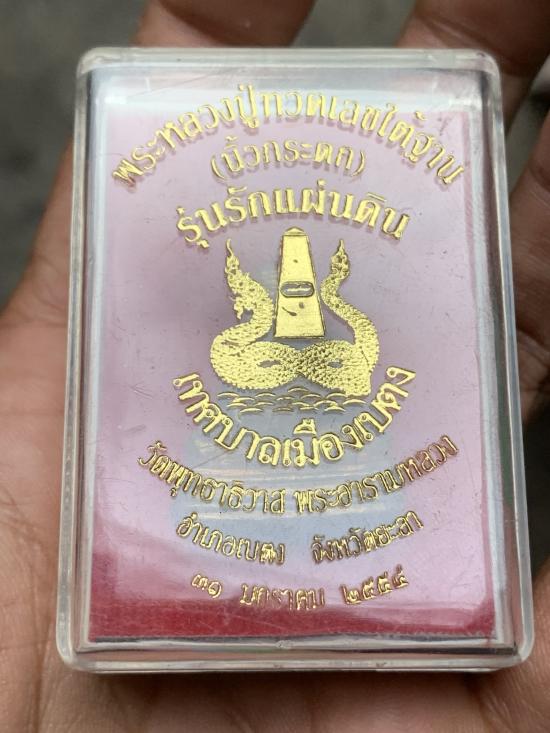 พระหลวงปู่ทวดเลขใต้ฐาน
(นิ้วกระดก)
รุ่นรักแผ่นดิน
เทศบาลเมืองเบตง
วัดพุทธาธิวาส พระอารามหลวง
อำเภอเบตง จังหวัดยะลา
๓๑ มกราคม ๒๕๕๔